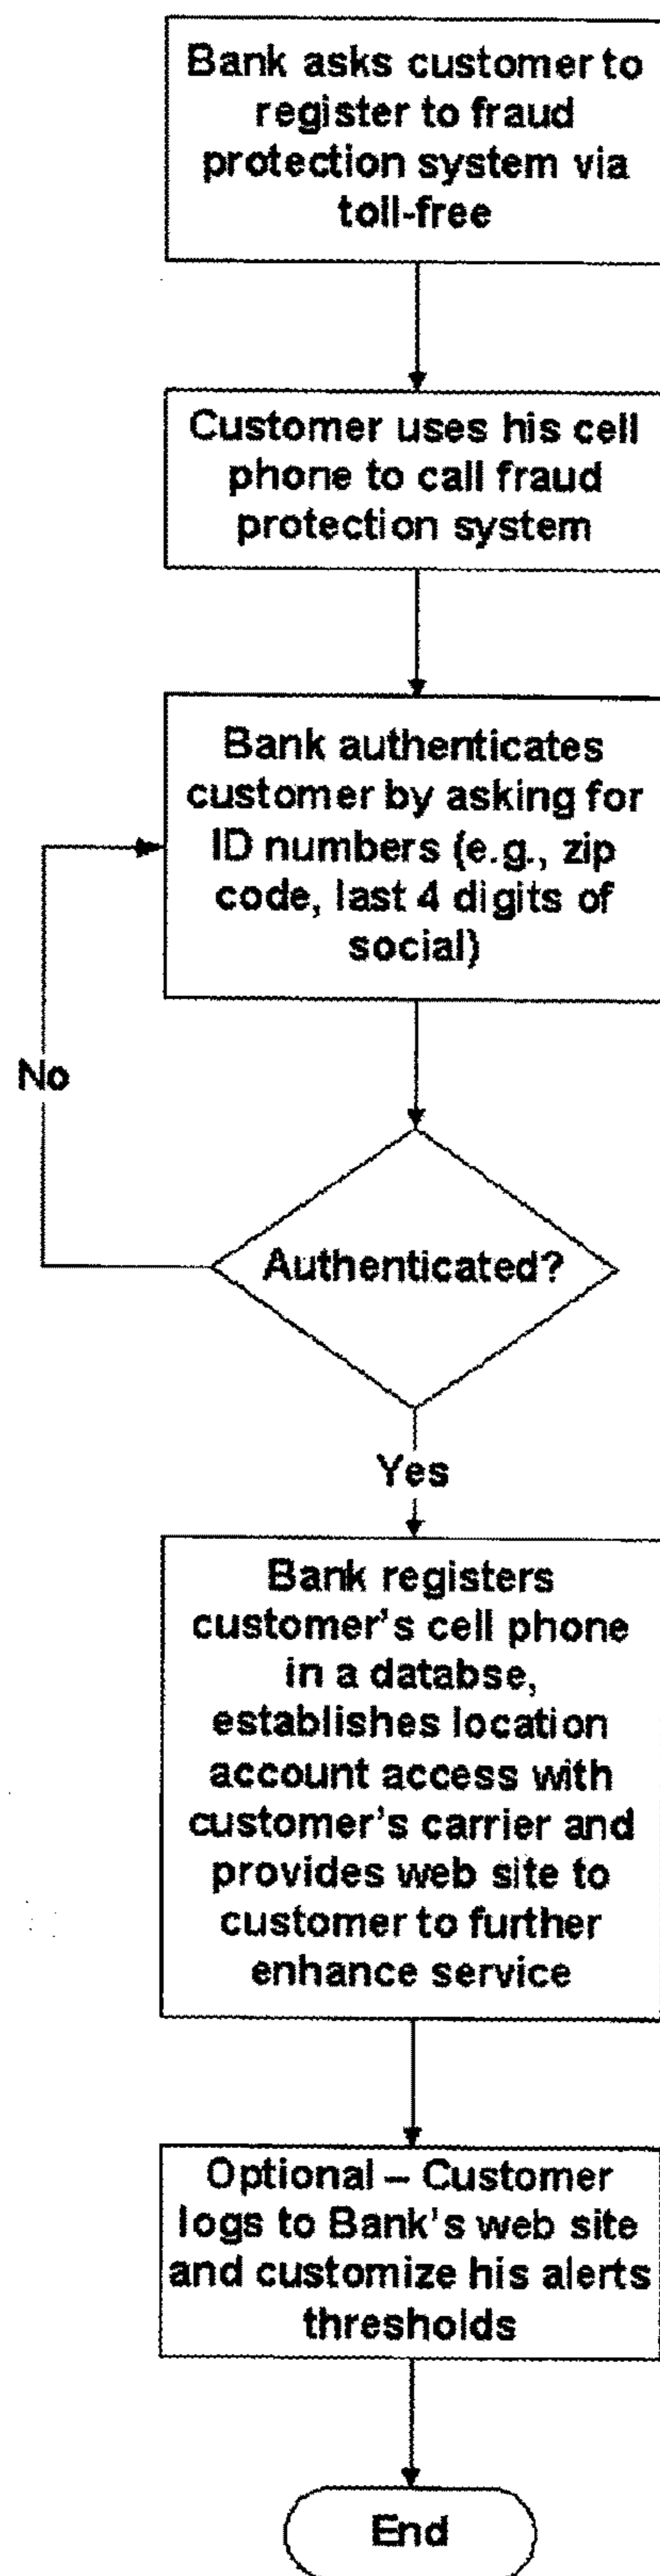 Bank asks customer to
register to fraud
protection system via
toll-free
Customer uses his cell
phone to call fraud
protection system
Bank authenticates
customer by asking for
ID numbers (e.g., zip
code, last 4 digits of
social)
No
Authenticated?
Yes
Bank registers
customer's cell phone
in a databse,
establishes location
account access with
customer's carrier and
provides web site to
customer to further
enhance service
Optional – Customer
logs to Bank's web site
and customize his alerts
thresholds
End